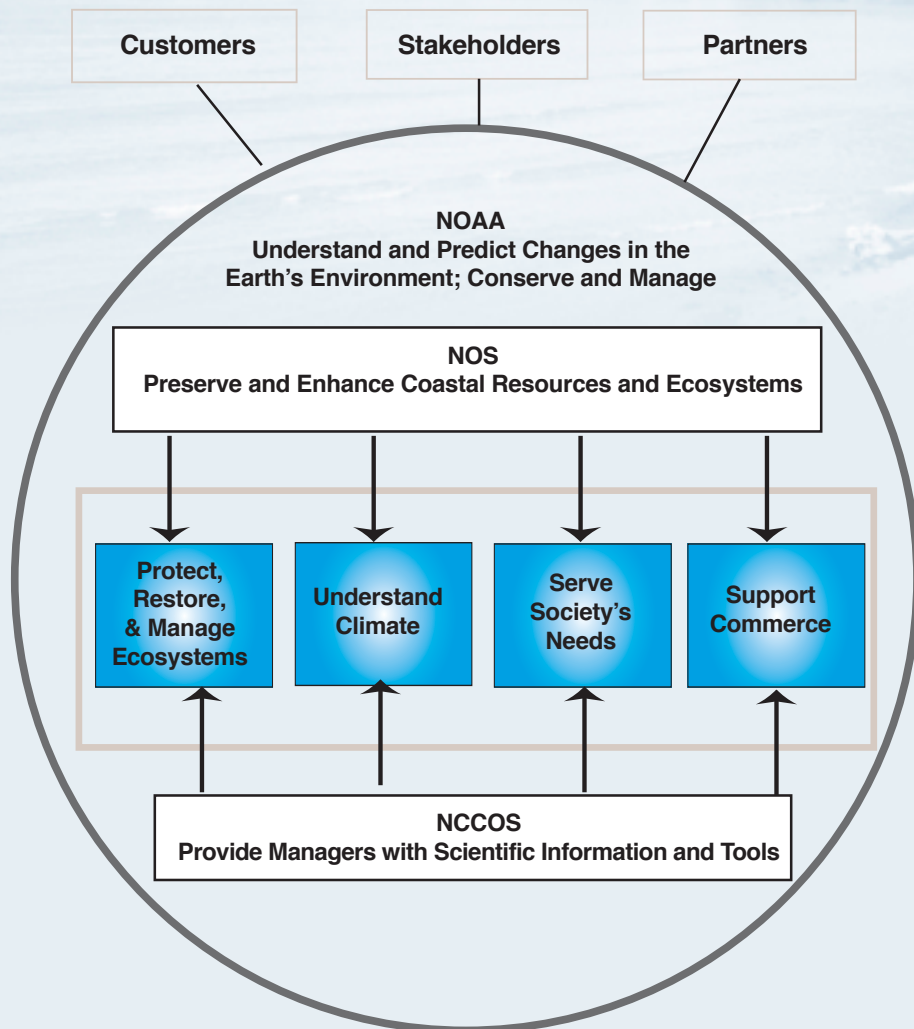 Customers
Stakeholders
Partners
NOAA
Understand and Predict Changes in the
Earth's Environment; Conserve and Manage
NOS
Preserve and Enhance Coastal Resources and Ecosystems
Protect,
Restore,
& Manage
Ecosystems
Understand
Climate
Serve
Society's
Needs
Support
Commerce
NCCOS
Provide Managers with Scientific Information and Tools